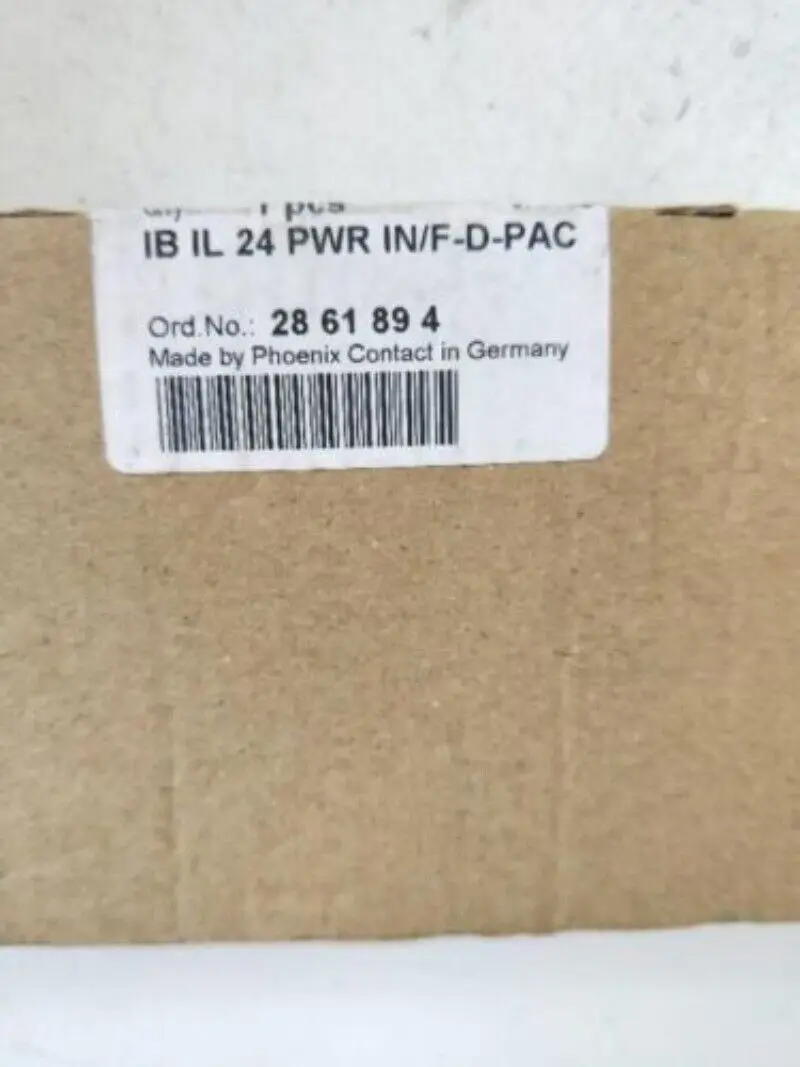 1 pcs
IB IL 24 PWR IN/F-D-PAC
Ord.No.: 28 61 89 4
Made by Phoenix Contact in Germany